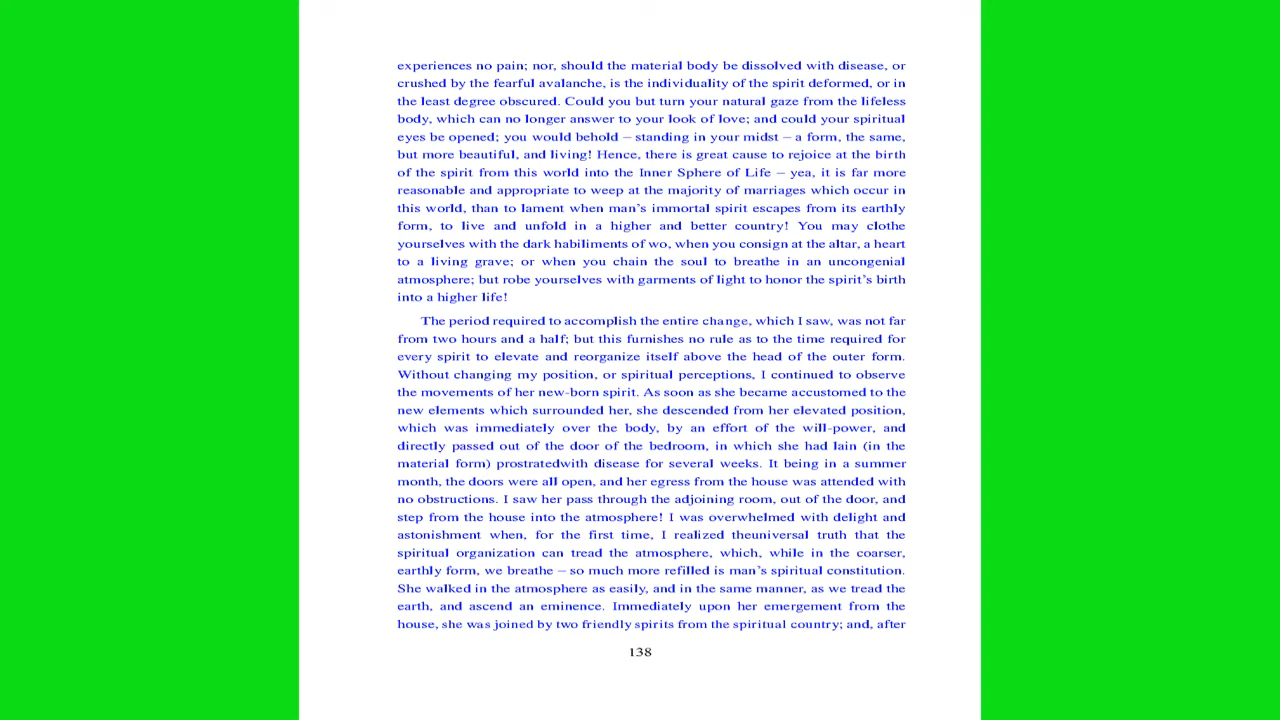 experiences no pain; nor, should the material body be dissolved with disease, or
crushed by the fearful avalanche, is the individuality of the spirit deformed, or in
the least degree obscured. Could you but turn your natural gaze from the lifeless
body, which can no longer answer to your look of love; and could your spiritual
eyes be opened; you would behold – standing in your midst – a form, the same,
but more beautiful, and living! Hence, there is great cause to rejoice at the birth
of the spirit from this world into the Inner Sphere of Life – yea, it is far more
reasonable and appropriate to weep at the majority of marriages which occur in
this world, than to lament when man’s immortal spirit escapes from its earthly
form, to live and unfold in a higher and better country! You may clothe
yourselves with the dark habiliments of wo, when you consign at the altar, a heart
to a living grave; or when you chain the soul to breathe in an uncongenial
atmosphere; but robe yourselves with garments of light to honor the spirit’s birth
into a higher life!
The period required to accomplish the entire change, which I saw, was not far
from two hours and a half; but this furnishes no rule as to the time required for
every spirit to elevate and reorganize itself above the head of the outer form.
Without changing my position, or spiritual perceptions, I continued to observe
the movements of her new-born spirit. As soon as she became accustomed to the
new elements which surrounded her, she descended from her elevated position,
which was immediately over the body, by an effort of the will-power, and
directly passed out of the door of the bedroom, in which she had lain (in the
material form) prostratedwith disease for several weeks. It being in a summer
month, the doors were all open, and her egress from the house was attended with
no obstructions. I saw her pass through the adjoining room, out of the door, and
step from the house into the atmosphere! I was overwhelmed with delight and
astonishment when, for the first time, I realized theuniversal truth that the
spiritual organization can tread the atmosphere, which, while in the coarser,
earthly form, we breathe – so much more refilled is man’s spiritual constitution.
She walked in the atmosphere as easily, and in the same manner, as we tread the
earth, and ascend an eminence. Immediately upon her emergement from the
house, she was joined by two friendly spirits from the spiritual country; and, after
138